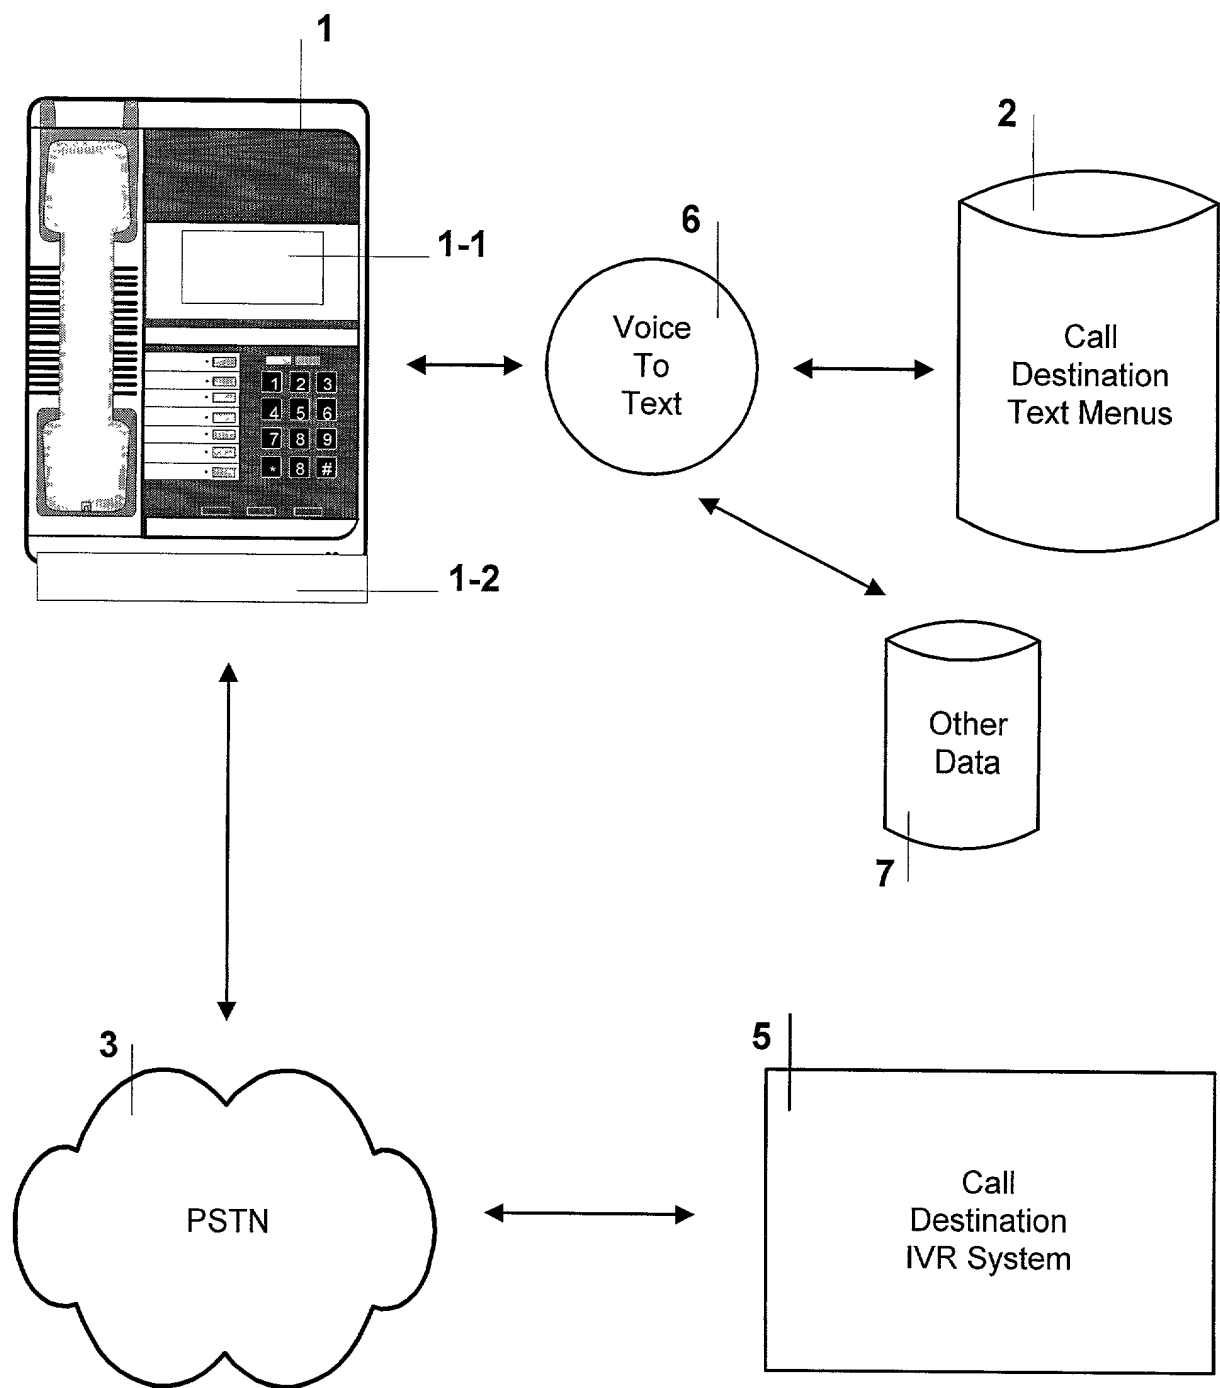 1
2
6
1-1
Voice
To
Text
Call
Destination
Text Menus
1 2 3
4 5 6
7 8 9
* 8 #
1-2
Other
Data
7
3
5
PSTN
Call
Destination
IVR System